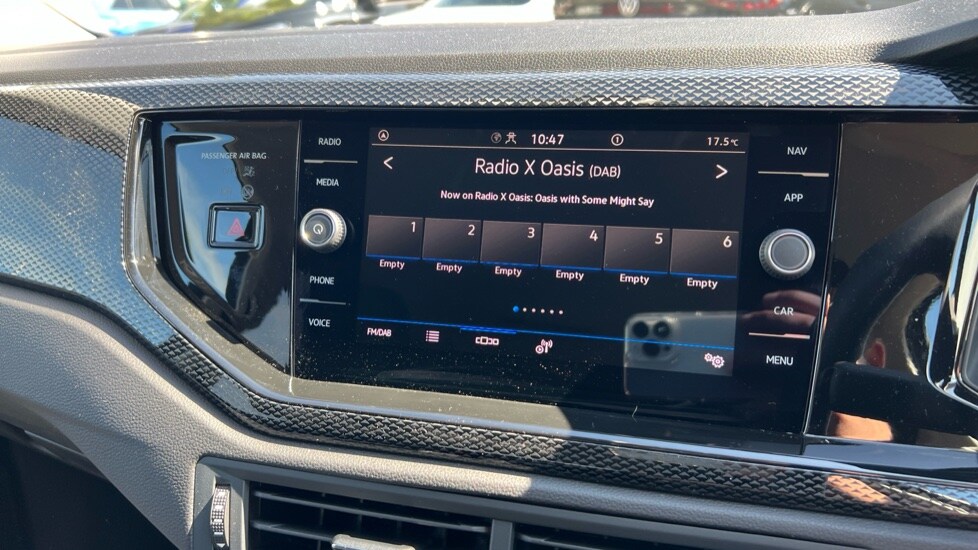 PASSENGER AIR BAG
RADIO
MEDIA
PHONE
VOICE
10:47
17.5°C
Radio X Oasis (DAB)
Now on Radio X Oasis: Oasis with Some Might Say
1 2 3 4 5 6
Empty Empty Empty Empty Empty Empty
FM/DAB
NAV
APP
CAR
MENU